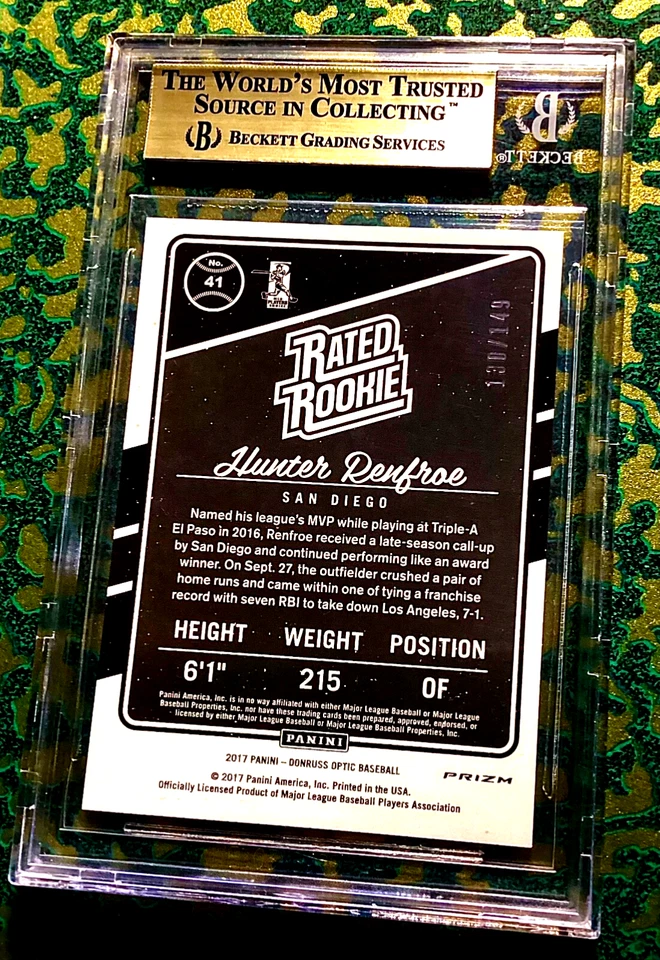 THE WORLD'S MOST TRUSTED
SOURCE IN COLLECTING™
B BECKETT GRADING SERVICES
B
BECKETT®
No.
41
MLB
PLAYERS
CHOICE
130/149
RATED
ROOKIE
Hunter Renfroe
SAN DIEGO
Named his league's MVP while playing at Triple-A
El Paso in 2016, Renfroe received a late-season call-up
by San Diego and continued performing like an award
winner. On Sept. 27, the outfielder crushed a pair of
home runs and came within one of tying a franchise
record with seven RBI to take down Los Angeles, 7-1.
HEIGHT WEIGHT POSITION
6'1" 215 OF
Panini America, Inc. is in no way affiliated with either Major League Baseball or Major League
Baseball Properties, Inc. nor have these trading cards been prepared, approved, endorsed, or
licensed by either Major League Baseball or Major League Baseball Properties, Inc.
PANINI
2017 PANINI – DONRUSS OPTIC BASEBALL
PRIZM
© 2017 Panini America, Inc. Printed in the USA.
Officially Licensed Product of Major League Baseball Players Association